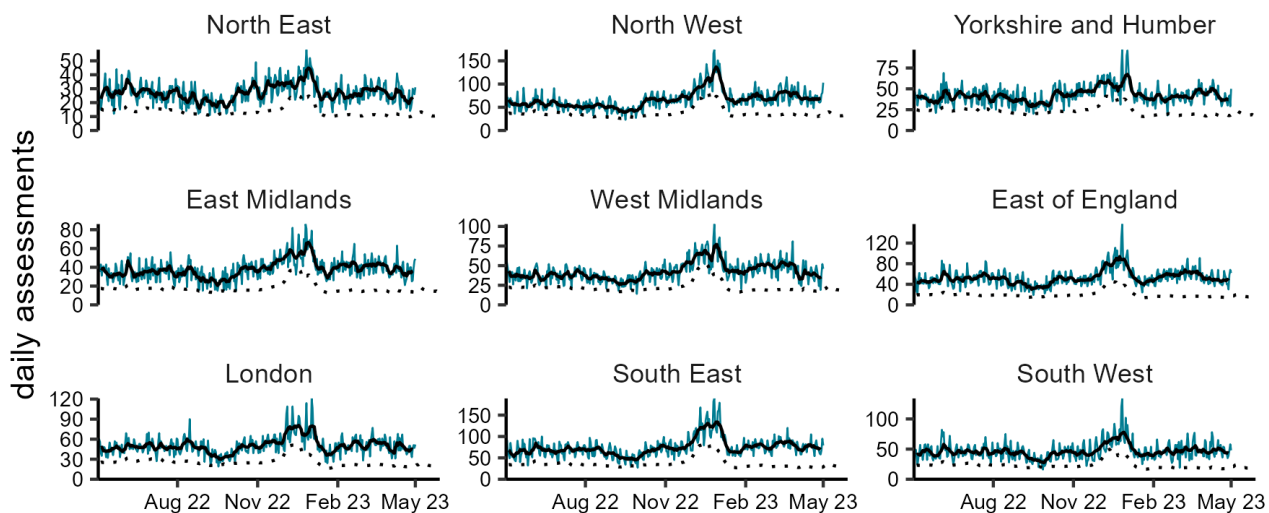 North East North West Yorkshire and Humber
50 40 30 20 10 0
150 100 50 0
75 50 25 0
daily assessments
East Midlands West Midlands East of England
80 60 40 20 0
100 75 50 25 0
120 80 40 0
London South East South West
120 90 60 30 0
150 100 50 0
100 50 0
Aug 22 Nov 22 Feb 23 May 23 Aug 22 Nov 22 Feb 23 May 23 Aug 22 Nov 22 Feb 23 May 23